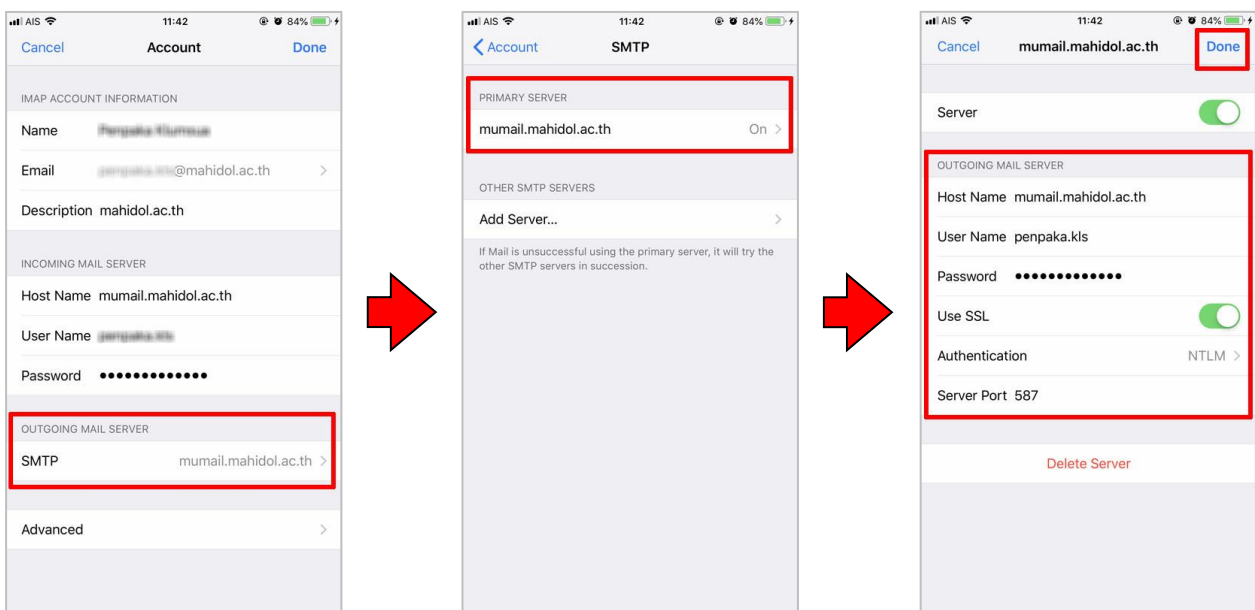 AIS 11:42 84%
Cancel Account Done
IMAP ACCOUNT INFORMATION
Name
Email @mahidol.ac.th
Description mahidol.ac.th
INCOMING MAIL SERVER
Host Name mumail.mahidol.ac.th
User Name
Password •••••••••••••
OUTGOING MAIL SERVER
SMTP mumail.mahidol.ac.th
Advanced
AIS 11:42 84%
Account SMTP
PRIMARY SERVER
mumail.mahidol.ac.th On
OTHER SMTP SERVERS
Add Server...
If Mail is unsuccessful using the primary server, it will try the
other SMTP servers in succession.
AIS 11:42 84%
Cancel mumail.mahidol.ac.th Done
Server
OUTGOING MAIL SERVER
Host Name mumail.mahidol.ac.th
User Name penpaka.kls
Password •••••••••••••
Use SSL
Authentication NTLM
Server Port 587
Delete Server